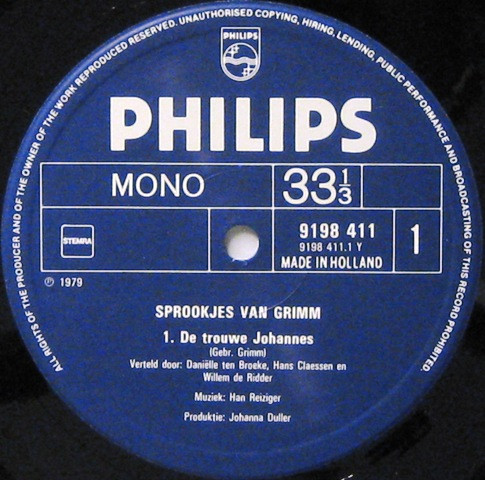 ALL RIGHTS OF THE PRODUCER AND OF THE OWNER OF THE WORK REPRODUCED RESERVED. UNAUTHORISED COPYING, HIRING, LENDING, PUBLIC PERFORMANCE AND BROADCASTING OF THIS RECORD PROHIBITED.
PHILIPS
PHILIPS
MONO
33 1/3
STEMRA
9198 411
9198 411.1 Y
MADE IN HOLLAND
1
℗ 1979
SPROOKJES VAN GRIMM
1. De trouwe Johannes
(Gebr. Grimm)
Verteld door: Daniëlle ten Broeke, Hans Claessen en
Willem de Ridder
Muziek: Han Reiziger
Produktie: Johanna Duller